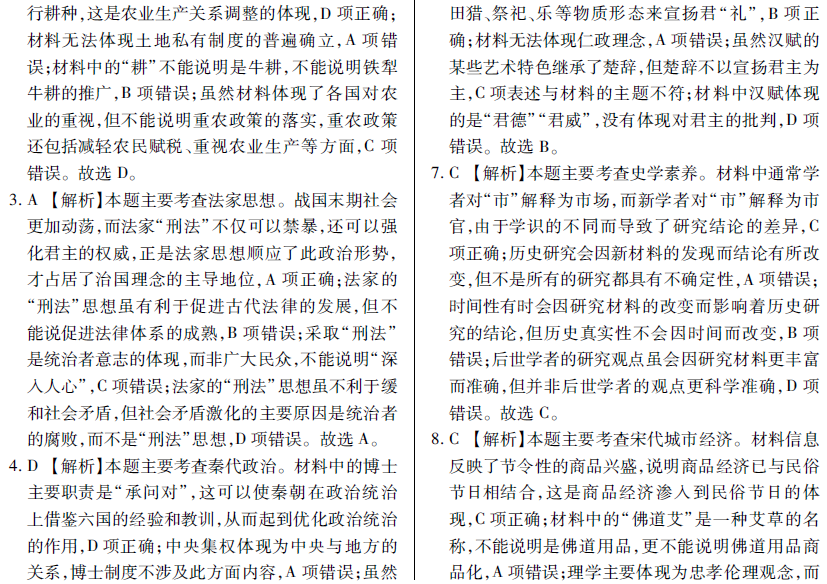 行耕种,这是农业生产关系调整的体现,D 项正确;
材料无法体现土地私有制度的普遍确立,A 项错
误;材料中的“耕”不能说明是牛耕,不能说明铁犁
牛耕的推广,B 项错误;虽然材料体现了各国对农
业的重视,但不能说明重农政策的落实,重农政策
还包括减轻农民赋税、重视农业生产等方面,C 项
错误。故选 D。
3. A 【解析】本题主要考查法家思想。战国末期社会
更加动荡,而法家“刑法”不仅可以禁暴,还可以强
化君主的权威,正是法家思想顺应了此政治形势,
才占居了治国理念的主导地位,A 项正确;法家的
“刑法”思想虽有利于促进古代法律的发展,但不
能说促进法律体系的成熟,B 项错误;采取“刑法”
是统治者意志的体现,而非广大民众,不能说明“深
入人心”,C 项错误;法家的“刑法”思想虽不利于缓
和社会矛盾,但社会矛盾激化的主要原因是统治者
的腐败,而不是“刑法”思想,D 项错误。故选 A。
4. D 【解析】本题主要考查秦代政治。材料中的博士
主要职责是“承问对”,这可以使秦朝在政治统治
上借鉴六国的经验和教训,从而起到优化政治统治
的作用,D 项正确;中央集权体现为中央与地方的
关系,博士制度不涉及此方面内容,A 项错误;虽然
田猎、祭祀、乐等物质形态来宣扬君“礼”,B 项正
确;材料无法体现仁政理念,A 项错误;虽然汉赋的
某些艺术特色继承了楚辞,但楚辞不以宣扬君主为
主,C 项表述与材料的主题不符;材料中汉赋体现
的是“君德”“君威”,没有体现对君主的批判,D 项
错误。故选 B。
7. C 【解析】本题主要考查史学素养。材料中通常学
者对“市”解释为市场,而新学者对“市”解释为市
官,由于学识的不同而导致了研究结论的差异,C
项正确;历史研究会因新材料的发现而结论有所改
变,但不是所有的研究都具有不确定性,A 项错误;
时间性有时会因研究材料的改变而影响着历史研
究的结论,但历史真实性不会因时间而改变,B 项
错误;后世学者的研究观点虽会因研究材料更丰富
而准确,但并非后世学者的观点更科学准确,D 项
错误。故选 C。
8. C 【解析】本题主要考查宋代城市经济。材料信息
反映了节令性的商品兴盛,说明商品经济已与民俗
节日相结合,这是商品经济渗入到民俗节日的体
现,C 项正确;材料中的“佛道艾”是一种艾草的名
称,不能说明是佛道用品,更不能说明佛道用品商
品化,A 项错误;理学主要体现为忠孝伦理观念,而